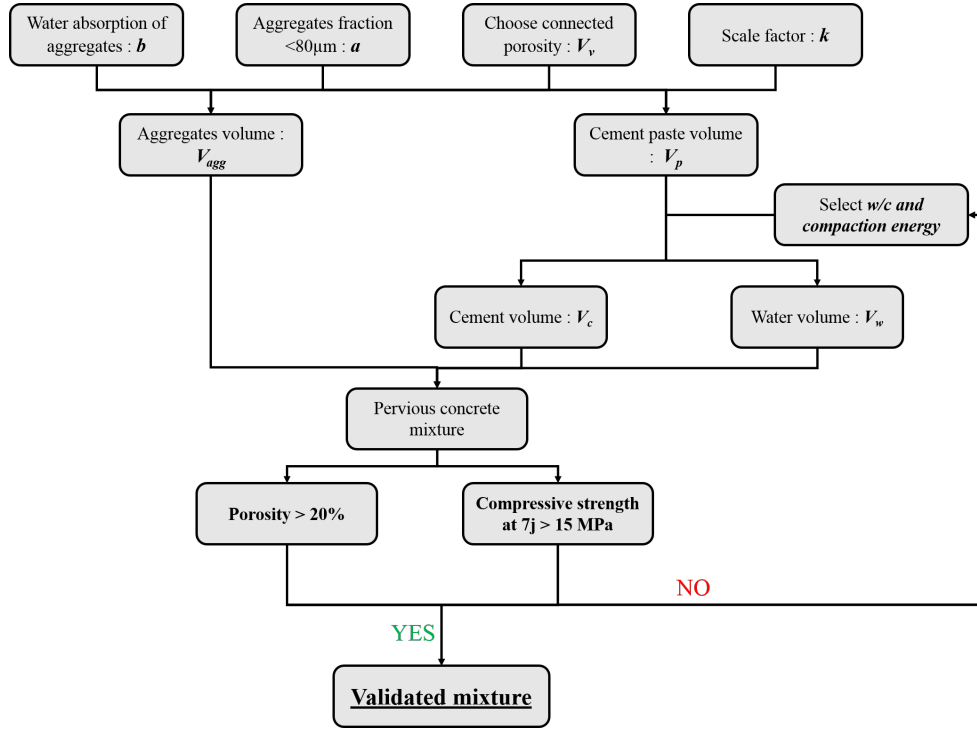 Water absorption of
aggregates : b
Aggregates fraction
<80µm : a
Choose connected
porosity : Vv
Scale factor : k
Aggregates volume :
Vagg
Cement paste volume
: Vp
Select w/c and
compaction energy
Cement volume : Vc
Water volume : Vw
Pervious concrete
mixture
Porosity > 20%
Compressive strength
at 7j > 15 MPa
NO
YES
Validated mixture